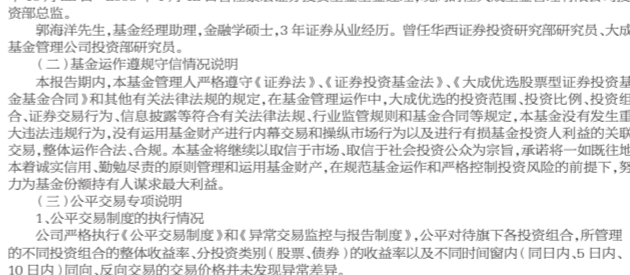 资部总监。
郭海洋先生，基金经理助理，金融学硕士，3年证券从业经历。曾任华西证券投资研究部研究员、大成
基金管理公司投资部研究员。
（二）基金运作遵规守信情况说明
本报告期内，本基金管理人严格遵守《证券法》、《证券投资基金法》、《大成优选股票型证券投资基
金基金合同》和其他有关法律法规的规定，在基金管理运作中，大成优选的投资范围、投资比例、投资组
合、证券交易行为、信息披露等符合有关法律法规、行业监管规则和基金合同等规定，本基金没有发生重
大违法违规行为，没有运用基金财产进行内幕交易和操纵市场行为以及进行有损基金投资人利益的关联
交易，整体运作合法、合规。本基金将继续以取信于市场、取信于社会投资公众为宗旨，承诺将一如既往地
本着诚实信用、勤勉尽责的原则管理和运用基金财产，在规范基金运作和严格控制投资风险的前提下，努
力为基金份额持有人谋求最大利益。
（三）公平交易专项说明
1、公平交易制度的执行情况
公司严格执行《公平交易制度》和《异常交易监控与报告制度》，公平对待旗下各投资组合，所管理
的不同投资组合的整体收益率、分投资类别（股票、债券）的收益率以及不同时间窗内（同日内、5日内、
10日内）同向、反向交易的交易价格并未发现异常差异。